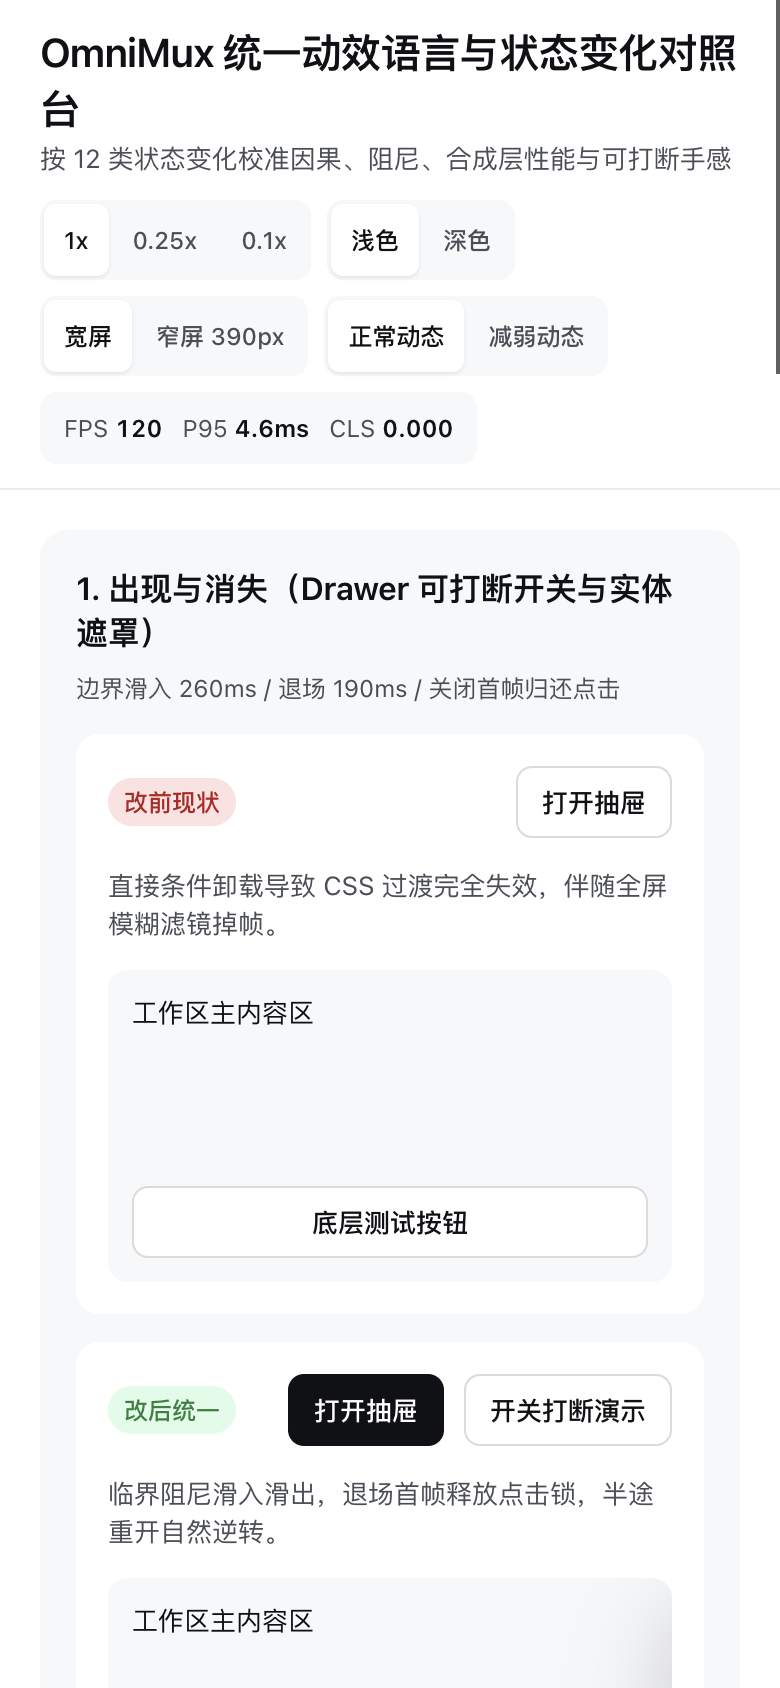 OmniMux 统一动效语言与状态变化对照
台
按 12 类状态变化校准因果、阻尼、合成层性能与可打断手感
1x 0.25x 0.1x 浅色 深色
宽屏 窄屏 390px 正常动态 减弱动态
FPS 120 P95 4.6ms CLS 0.000
1. 出现与消失（Drawer 可打断开关与实体
遮罩）
边界滑入 260ms / 退场 190ms / 关闭首帧归还点击
改前现状 打开抽屉
直接条件卸载导致 CSS 过渡完全失效，伴随全屏
模糊滤镜掉帧。
工作区主内容区
底层测试按钮
改后统一 打开抽屉 开关打断演示
临界阻尼滑入滑出，退场首帧释放点击锁，半途
重开自然逆转。
工作区主内容区